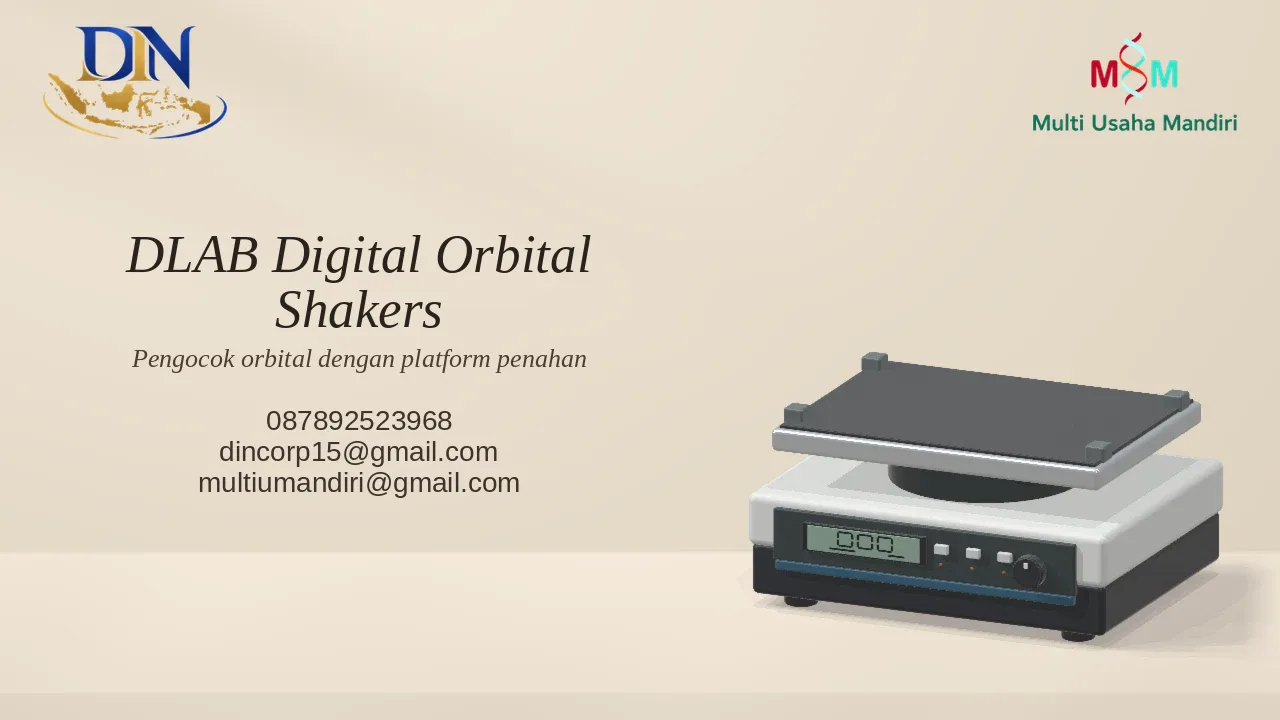 DIN
M M
Multi Usaha Mandiri
DLAB Digital Orbital
Shakers
Pengocok orbital dengan platform penahan
087892523968
dincorp15@gmail.com
multiumandiri@gmail.com
000